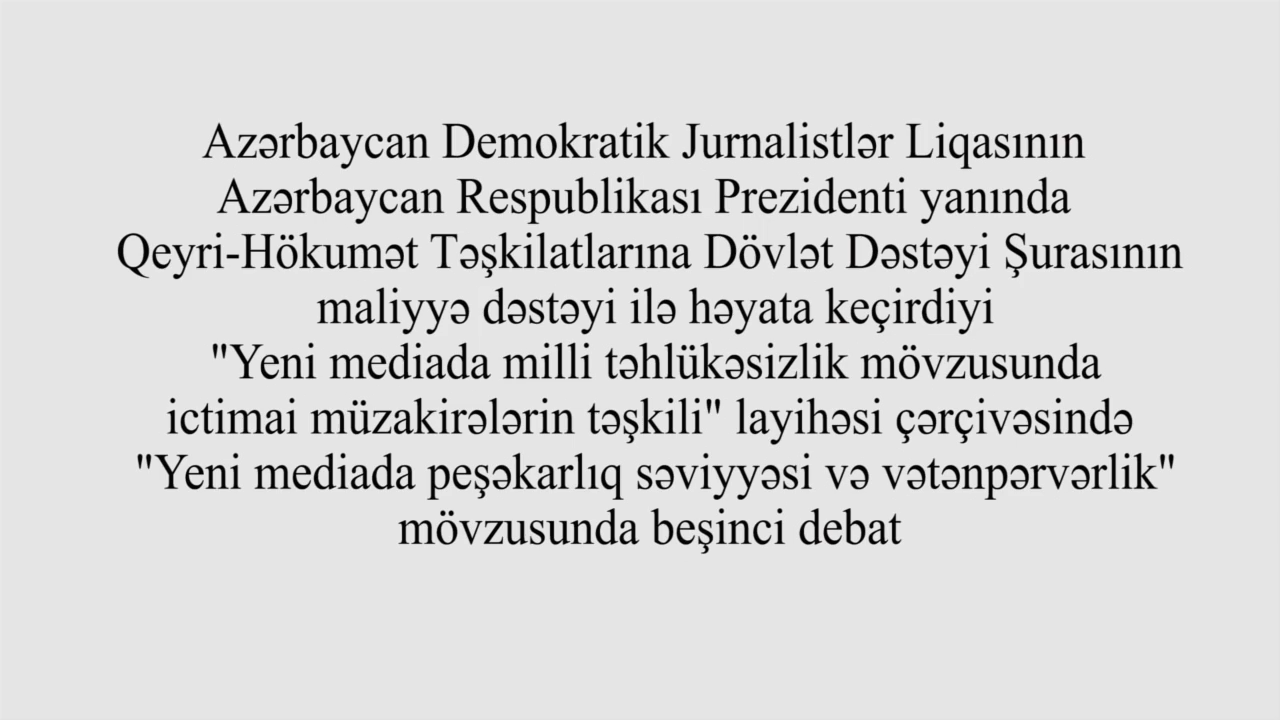 Azərbaycan Demokratik Jurnalistlər Liqasının
Azərbaycan Respublikası Prezidenti yanında
Qeyri-Hökumət Təşkilatlarına Dövlət Dəstəyi Şurasının
maliyyə dəstəyi ilə həyata keçirdiyi
"Yeni mediada milli təhlükəsizlik mövzusunda
ictimai müzakirələrin təşkili" layihəsi çərçivəsində
"Yeni mediada peşəkarlıq səviyyəsi və vətənpərvərlik"
mövzusunda beşinci debat